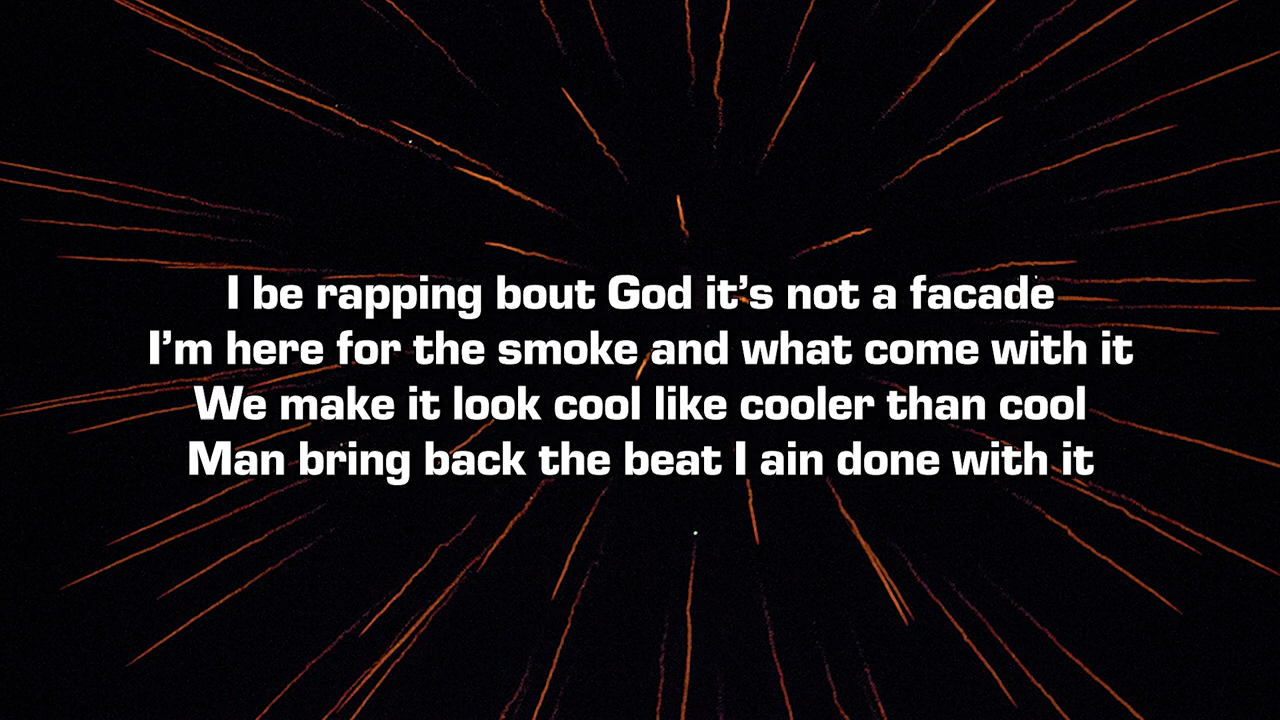 I be rapping bout God it’s not a facade
I’m here for the smoke and what come with it
We make it look cool like cooler than cool
Man bring back the beat I ain done with it